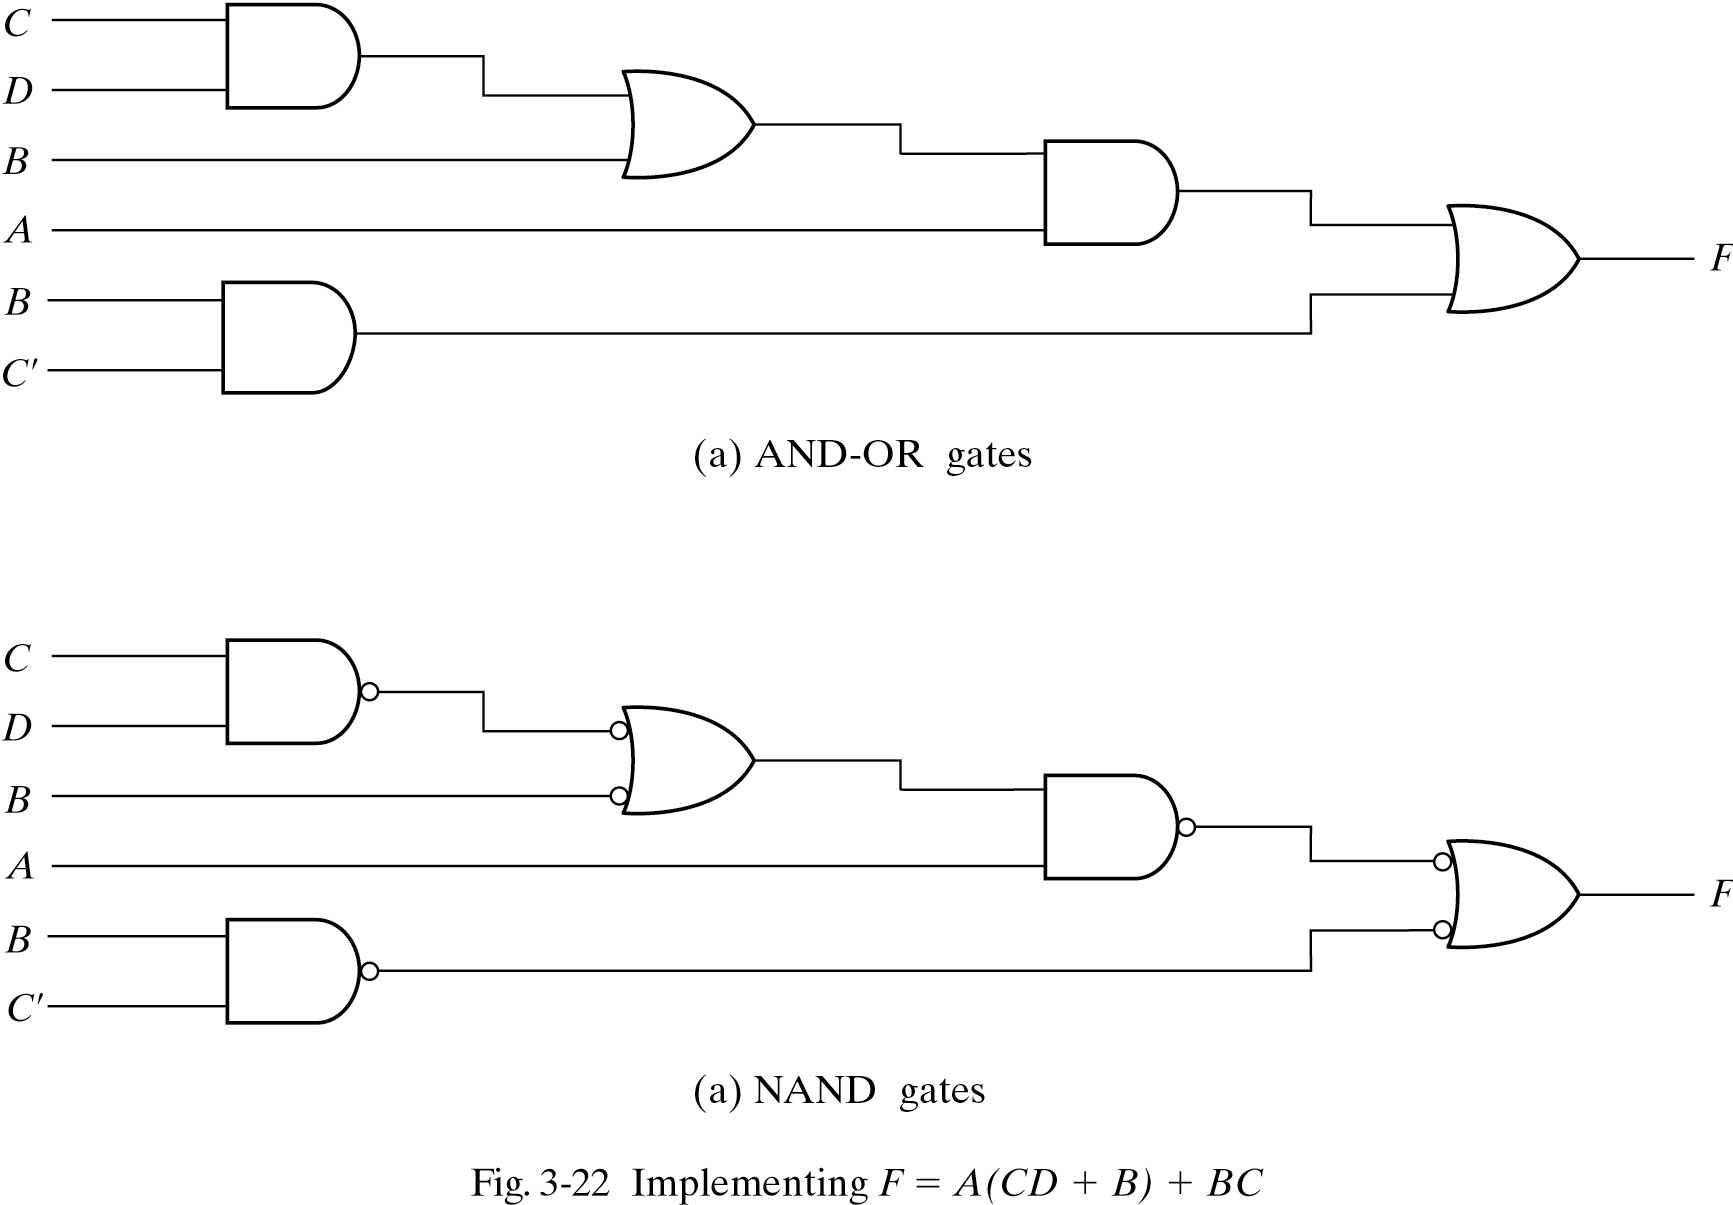 C
D
B
A
B
C′
F
(a) AND-OR gates
C
D
B
A
B
C′
F
(a) NAND gates
Fig. 3-22 Implementing F = A(CD + B) + BC